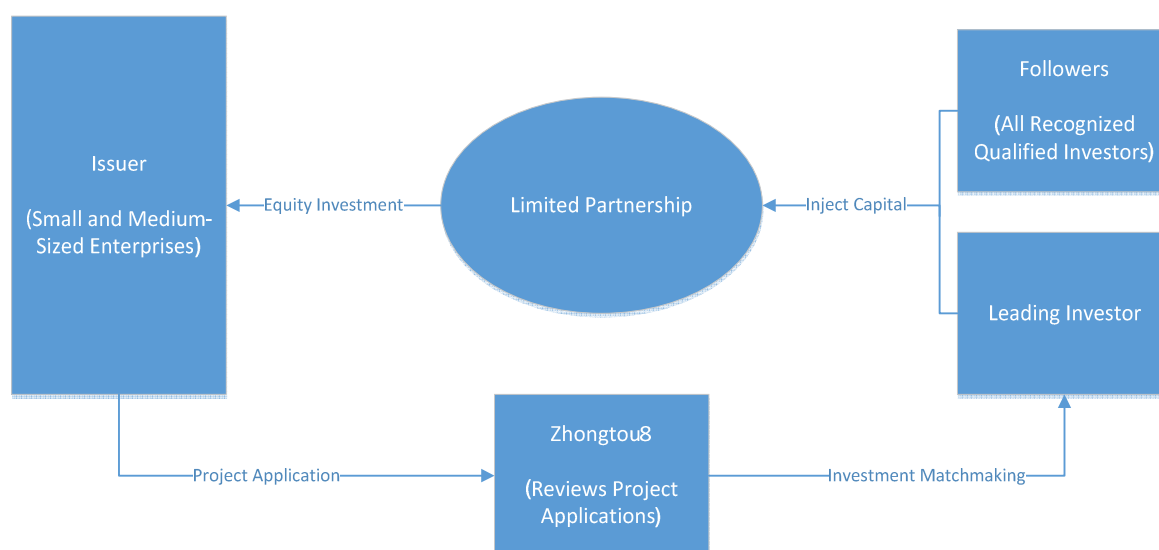 Issuer
(Small and Medium-
Sized Enterprises)
Equity Investment
Limited Partnership
Inject Capital
Followers
(All Recognized
Qualified Investors)
Leading Investor
Project Application
Zhongtou8
(Reviews Project
Applications)
Investment Matchmaking